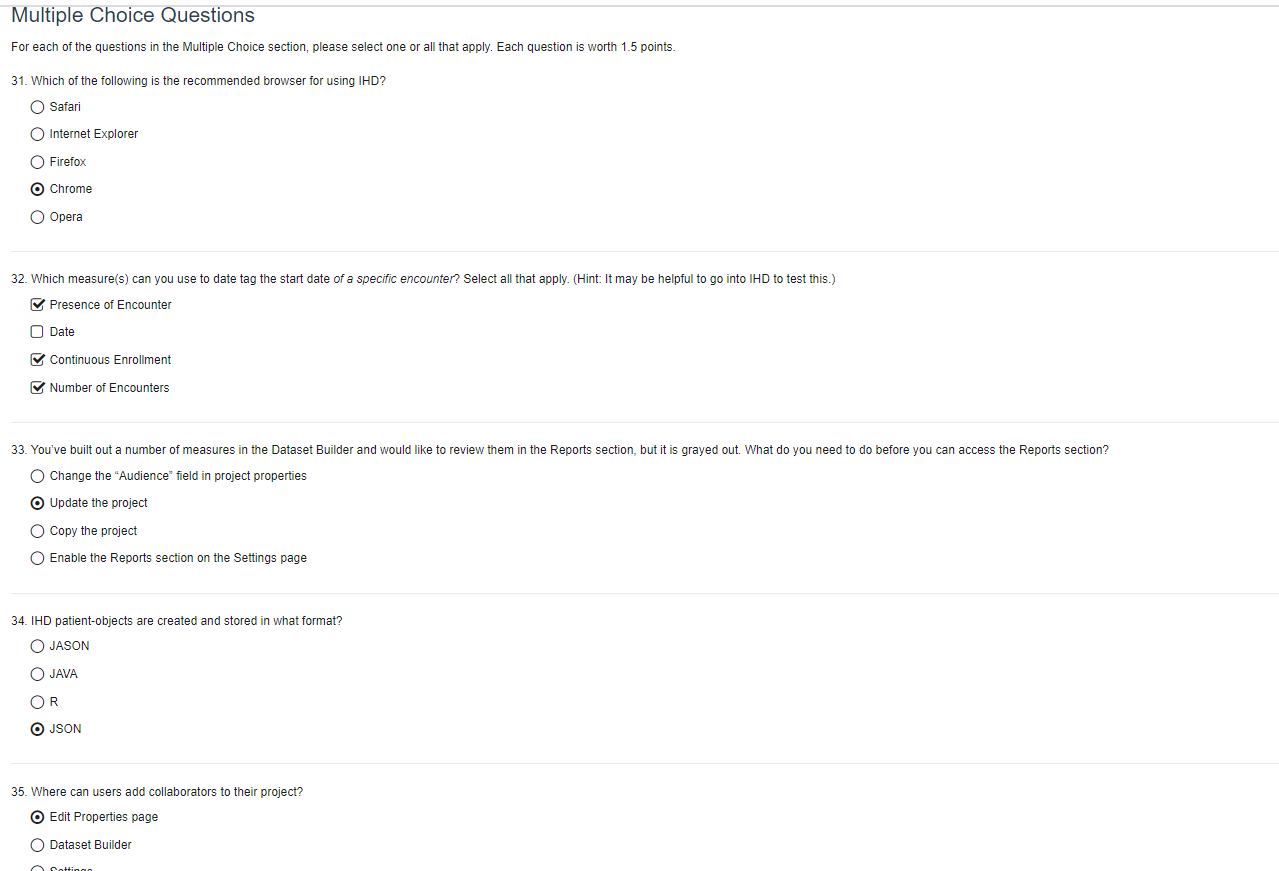 Multiple Choice Questions
For each of the questions in the Multiple Choice section, please select one or all that apply. Each question is worth 1.5 points.
31. Which of the following is the recommended browser for using IHD?
Safari
Internet Explorer
Firefox
Chrome
Opera
32. Which measure(s) can you use to date tag the start date of a specific encounter? Select all that apply. (Hint: It may be helpful to go into IHD to test this.)
Presence of Encounter
Date
Continuous Enrollment
Number of Encounters
33. You've built out a number of measures in the Dataset Builder and would like to review them in the Reports section, but it is grayed out. What do you need to do before you can access the Reports section?
Change the “Audience” field in project properties
Update the project
Copy the project
Enable the Reports section on the Settings page
34. IHD patient-objects are created and stored in what format?
JASON
JAVA
R
JSON
35. Where can users add collaborators to their project?
Edit Properties page
Dataset Builder
Settings